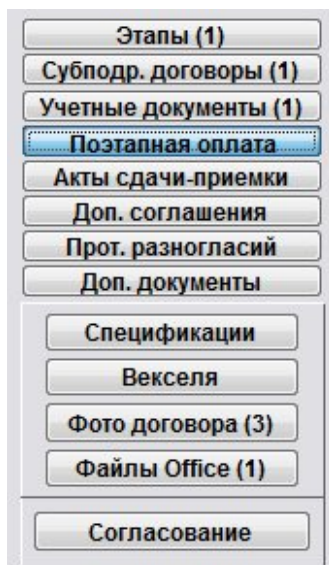 Этапы (1)
Субподр. договоры (1)
Учетные документы (1)
Поэтапная оплата
Акты сдачи-приемки
Доп. соглашения
Прот. разногласий
Доп. документы
Спецификации
Векселя
Фото договора (3)
Файлы Office (1)
Согласование